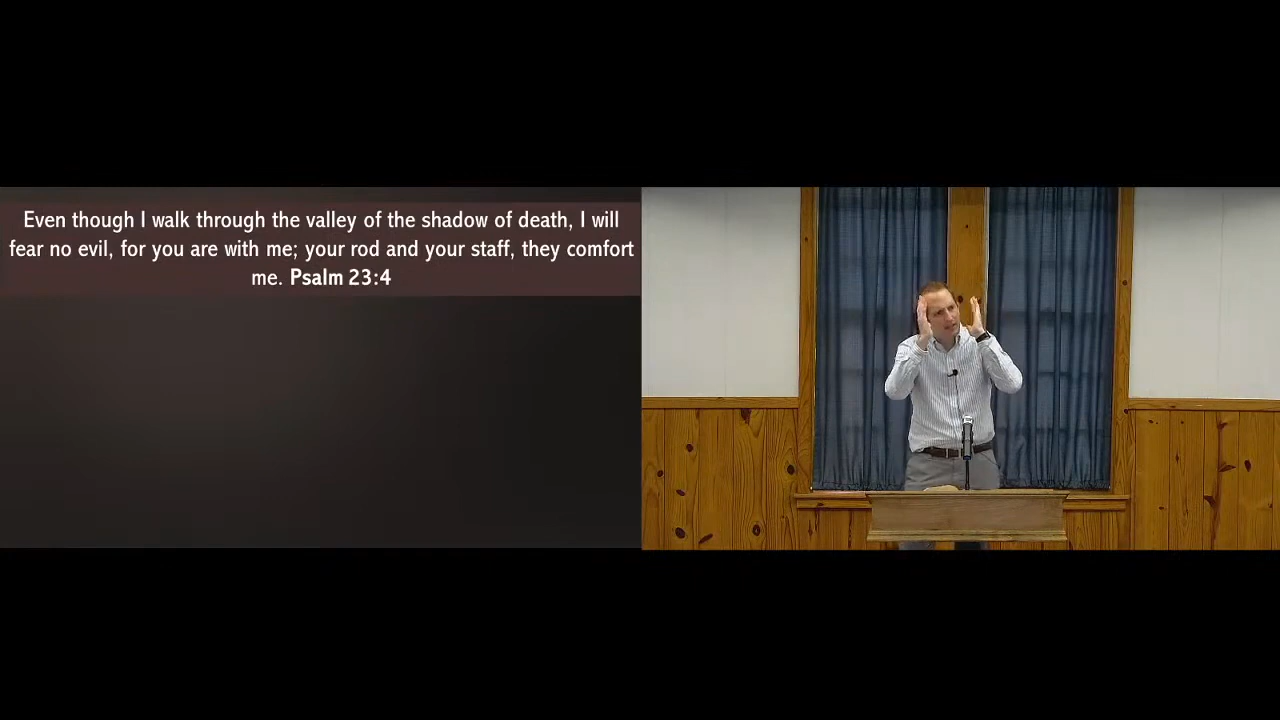 Even though I walk through the valley of the shadow of death, I will
fear no evil, for you are with me; your rod and your staff, they comfort
me. Psalm 23:4